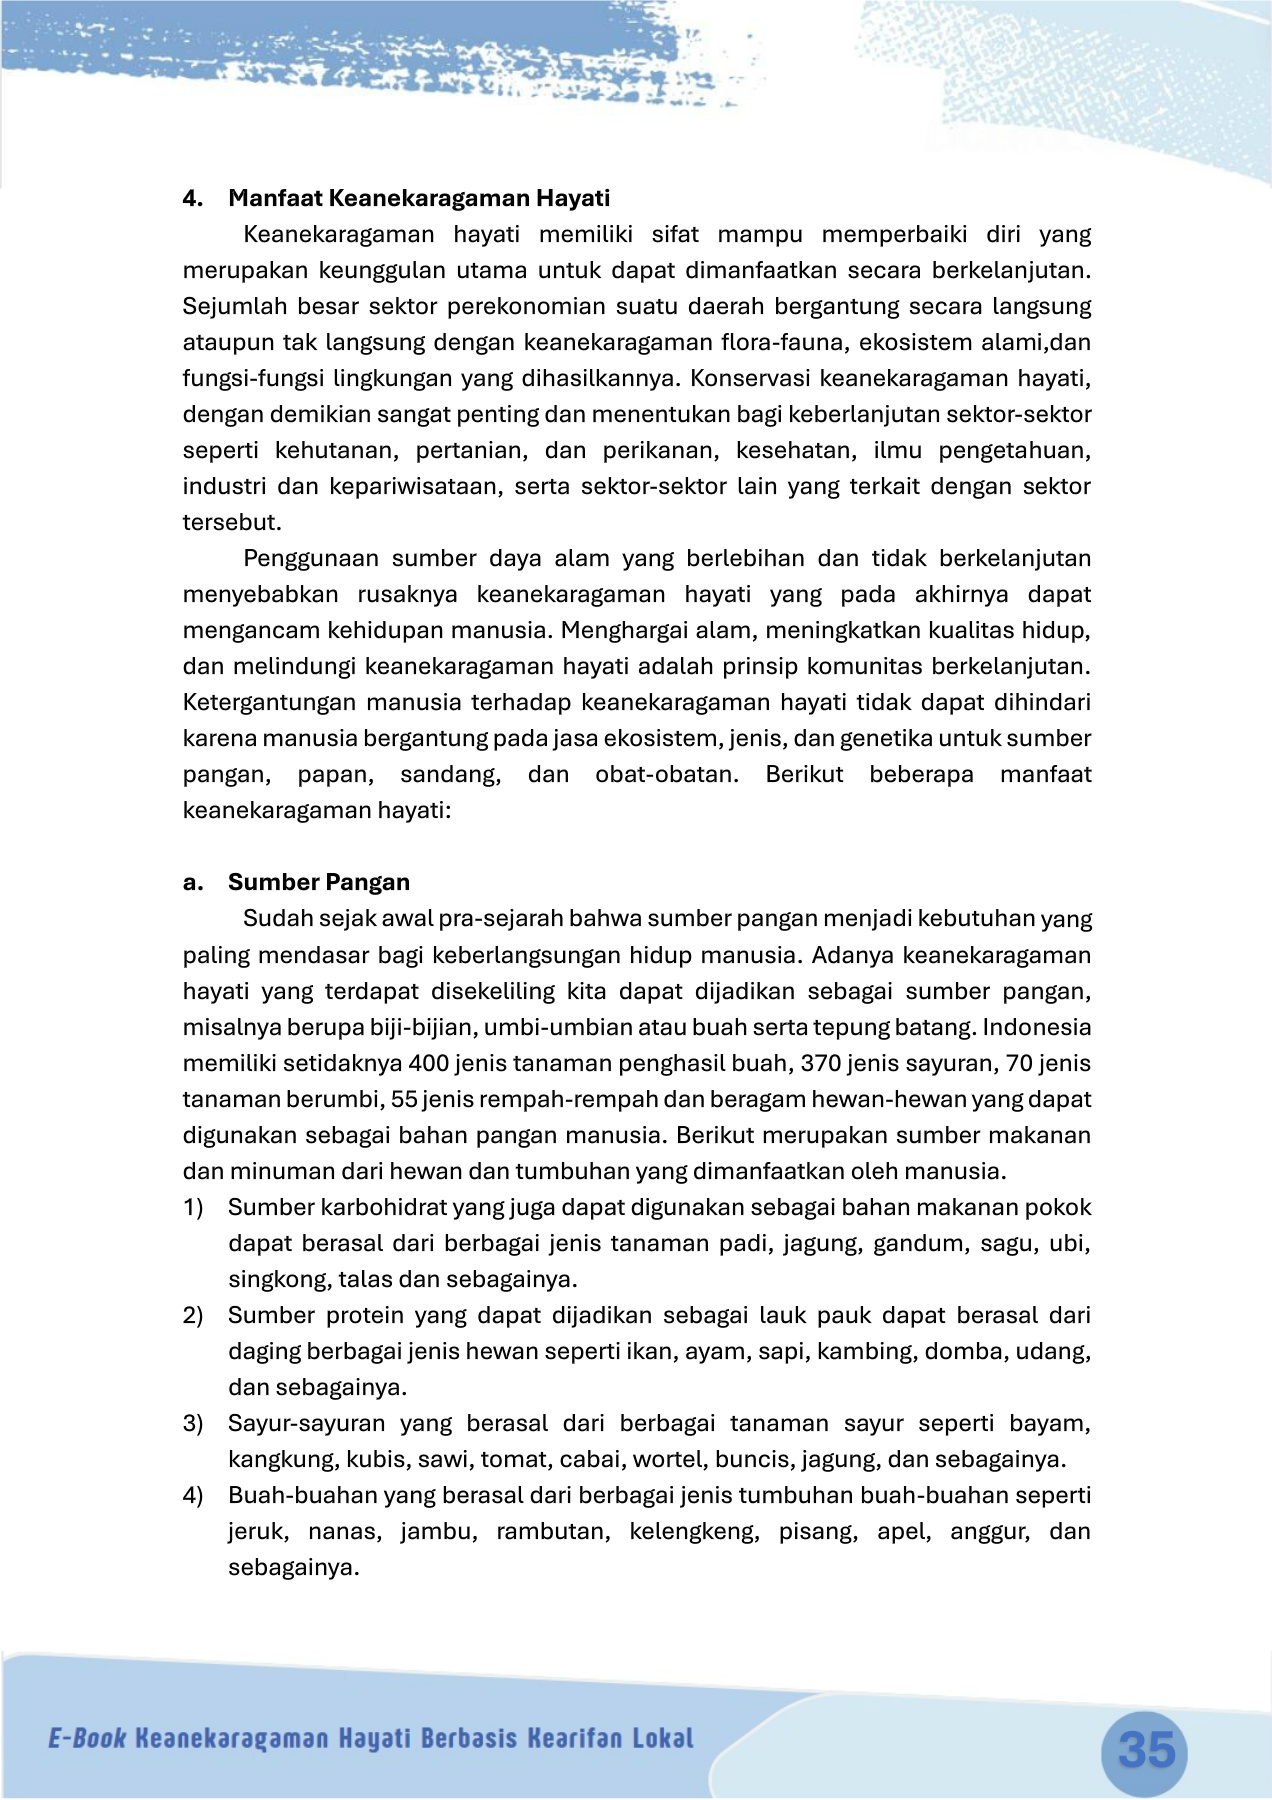 4. Manfaat Keanekaragaman Hayati
Keanekaragaman hayati memiliki sifat mampu memperbaiki diri yang
merupakan keunggulan utama untuk dapat dimanfaatkan secara berkelanjutan.
Sejumlah besar sektor perekonomian suatu daerah bergantung secara langsung
ataupun tak langsung dengan keanekaragaman flora-fauna, ekosistem alami,dan
fungsi-fungsi lingkungan yang dihasilkannya. Konservasi keanekaragaman hayati,
dengan demikian sangat penting dan menentukan bagi keberlanjutan sektor-sektor
seperti kehutanan, pertanian, dan perikanan, kesehatan, ilmu pengetahuan,
industri dan kepariwisataan, serta sektor-sektor lain yang terkait dengan sektor
tersebut.
Penggunaan sumber daya alam yang berlebihan dan tidak berkelanjutan
menyebabkan rusaknya keanekaragaman hayati yang pada akhirnya dapat
mengancam kehidupan manusia. Menghargai alam, meningkatkan kualitas hidup,
dan melindungi keanekaragaman hayati adalah prinsip komunitas berkelanjutan.
Ketergantungan manusia terhadap keanekaragaman hayati tidak dapat dihindari
karena manusia bergantung pada jasa ekosistem, jenis, dan genetika untuk sumber
pangan, papan, sandang, dan obat-obatan. Berikut beberapa manfaat
keanekaragaman hayati:
a. Sumber Pangan
Sudah sejak awal pra-sejarah bahwa sumber pangan menjadi kebutuhan yang
paling mendasar bagi keberlangsungan hidup manusia. Adanya keanekaragaman
hayati yang terdapat disekeliling kita dapat dijadikan sebagai sumber pangan,
misalnya berupa biji-bijian, umbi-umbian atau buah serta tepung batang. Indonesia
memiliki setidaknya 400 jenis tanaman penghasil buah, 370 jenis sayuran, 70 jenis
tanaman berumbi, 55 jenis rempah-rempah dan beragam hewan-hewan yang dapat
digunakan sebagai bahan pangan manusia. Berikut merupakan sumber makanan
dan minuman dari hewan dan tumbuhan yang dimanfaatkan oleh manusia.
1) Sumber karbohidrat yang juga dapat digunakan sebagai bahan makanan pokok
dapat berasal dari berbagai jenis tanaman padi, jagung, gandum, sagu, ubi,
singkong, talas dan sebagainya.
2) Sumber protein yang dapat dijadikan sebagai lauk pauk dapat berasal dari
daging berbagai jenis hewan seperti ikan, ayam, sapi, kambing, domba, udang,
dan sebagainya.
3) Sayur-sayuran yang berasal dari berbagai tanaman sayur seperti bayam,
kangkung, kubis, sawi, tomat, cabai, wortel, buncis, jagung, dan sebagainya.
4) Buah-buahan yang berasal dari berbagai jenis tumbuhan buah-buahan seperti
jeruk, nanas, jambu, rambutan, kelengkeng, pisang, apel, anggur, dan
sebagainya.
E-Book Keanekaragaman Hayati Berbasis Kearifan Lokal
35